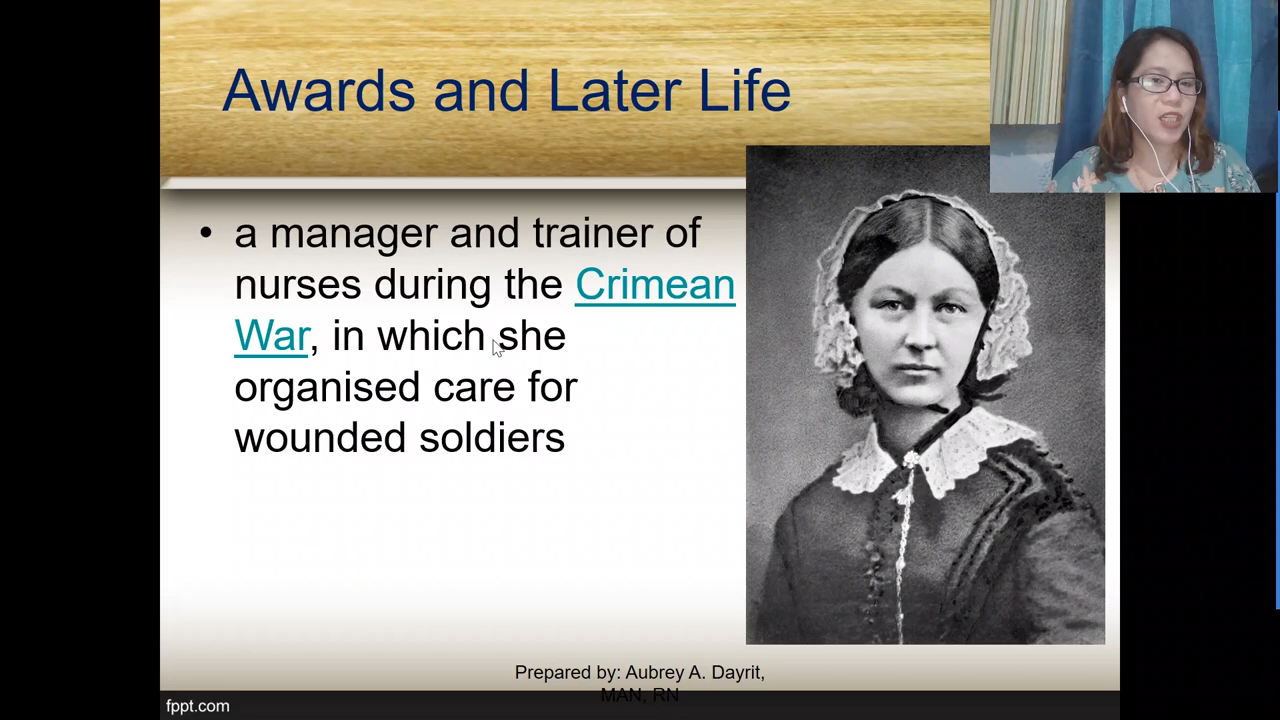 Awards and Later Life
• a manager and trainer of
nurses during the Crimean
War, in which she
organised care for
wounded soldiers
Prepared by: Aubrey A. Dayrit,
MAN, RN
fppt.com